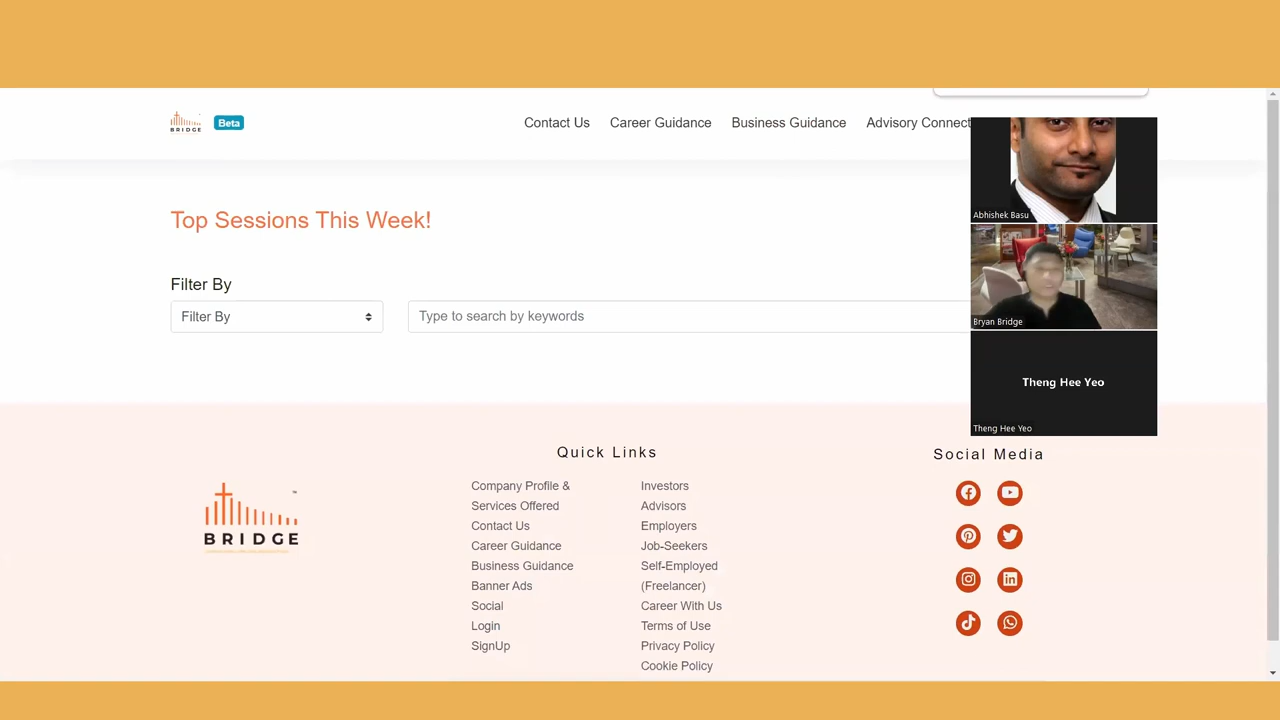 BRIDGE
Beta
Contact Us
Career Guidance
Business Guidance
Advisory Connect
Top Sessions This Week!
Filter By
Filter By
Type to search by keywords
Abhishek Basu
Bryan Bridge
Theng Hee Yeo
Theng Hee Yeo
BRIDGE
Quick Links
Company Profile &
Services Offered
Contact Us
Career Guidance
Business Guidance
Banner Ads
Social
Login
SignUp
Investors
Advisors
Employers
Job-Seekers
Self-Employed
(Freelancer)
Career With Us
Terms of Use
Privacy Policy
Cookie Policy
Social Media